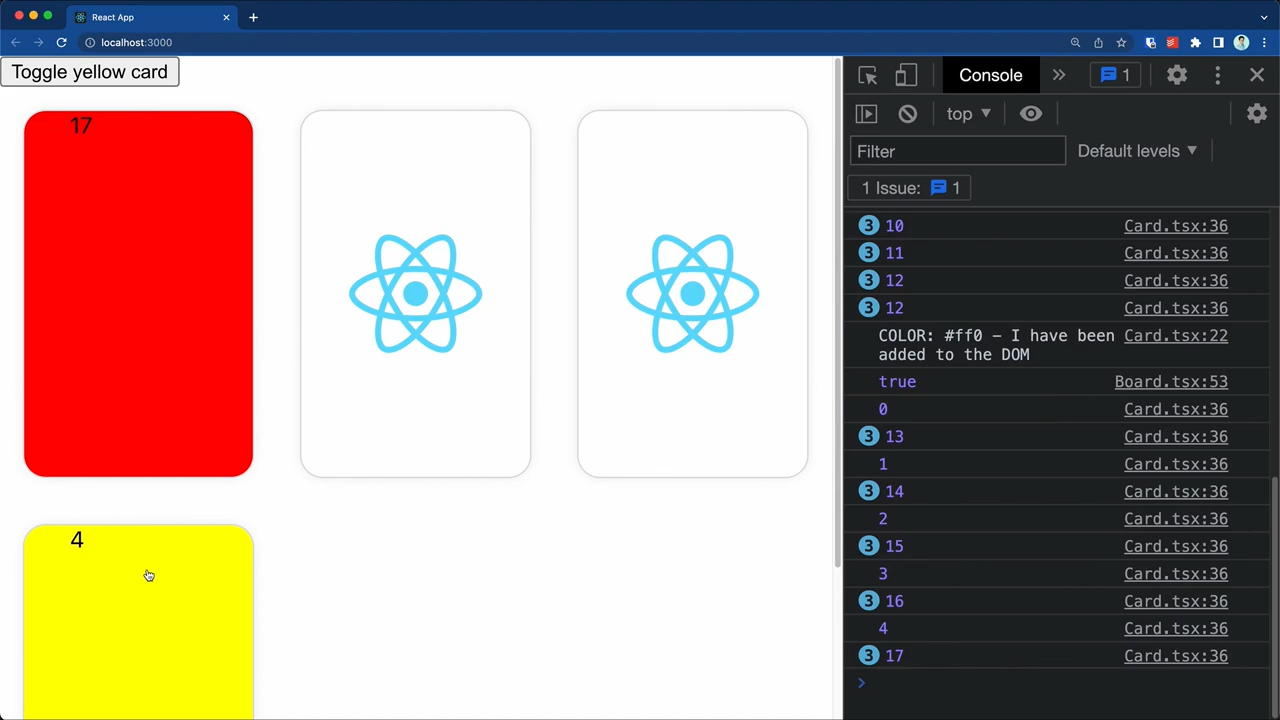 React App
localhost:3000
Toggle yellow card
17
4
Console
1
top
Filter
Default levels
1 Issue: 1
3 10 Card.tsx:36
3 11 Card.tsx:36
3 12 Card.tsx:36
3 12 Card.tsx:36
COLOR: #ff0 – I have been Card.tsx:22
added to the DOM
true Board.tsx:53
0 Card.tsx:36
3 13 Card.tsx:36
1 Card.tsx:36
3 14 Card.tsx:36
2 Card.tsx:36
3 15 Card.tsx:36
3 Card.tsx:36
3 16 Card.tsx:36
4 Card.tsx:36
3 17 Card.tsx:36